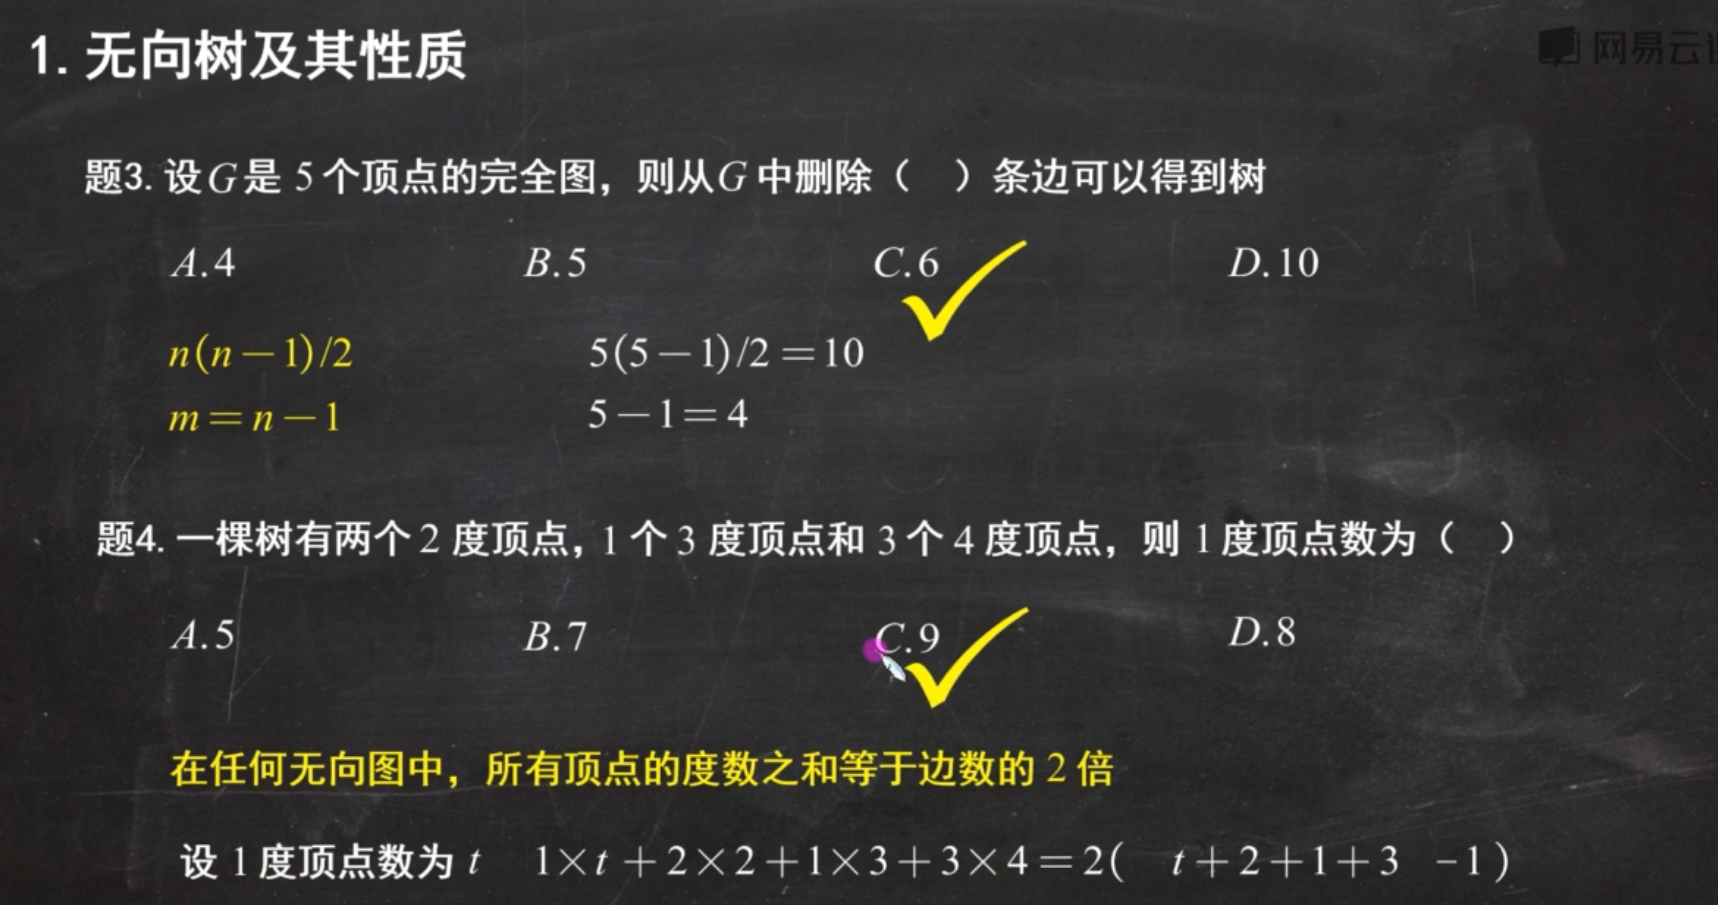 1. 无向树及其性质
网易云
题3. 设G是 5 个顶点的完全图，则从G 中删除（ ）条边可以得到树
A.4 B.5 C.6 D.10
n(n－1)/2 5(5－1)/2＝10
m＝n－1 5－1＝4
题4. 一棵树有两个 2 度顶点，1 个 3 度顶点和 3 个 4 度顶点，则 1 度顶点数为（ ）
A.5 B.7 C.9 D.8
在任何无向图中，所有顶点的度数之和等于边数的 2 倍
设 1 度顶点数为 t 1×t＋2×2＋1×3＋3×4＝2( t＋2＋1＋3 -1)